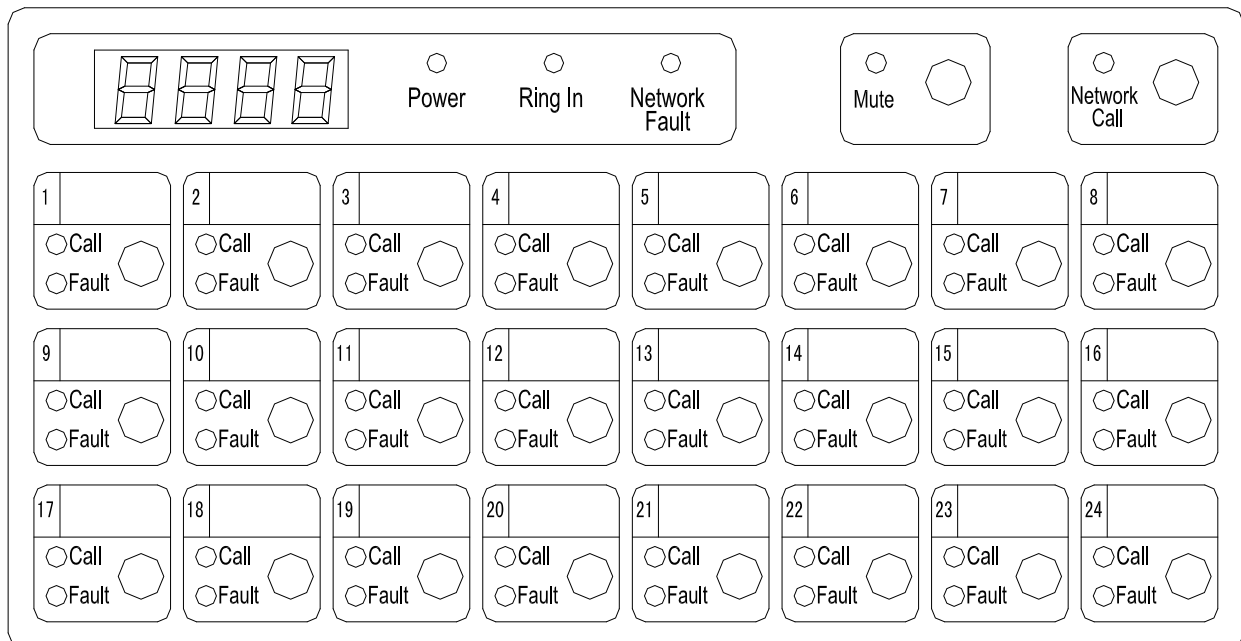 8888
Power Ring In Network Fault
Mute
Network
Call
1 2 3 4 5 6 7 8
Call Call Call Call Call Call Call Call
Fault Fault Fault Fault Fault Fault Fault Fault
9 10 11 12 13 14 15 16
Call Call Call Call Call Call Call Call
Fault Fault Fault Fault Fault Fault Fault Fault
17 18 19 20 21 22 23 24
Call Call Call Call Call Call Call Call
Fault Fault Fault Fault Fault Fault Fault Fault